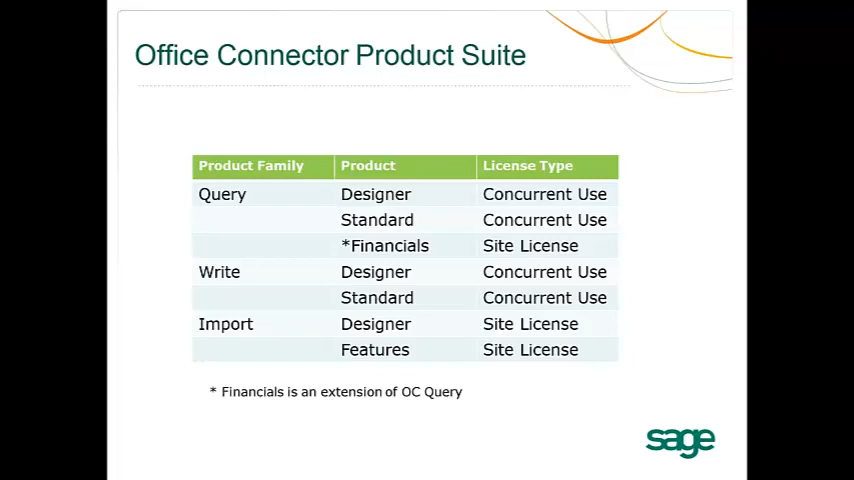 Office Connector Product Suite
Product Family Product License Type
Query Designer Concurrent Use
Standard Concurrent Use
*Financials Site License
Write Designer Concurrent Use
Standard Concurrent Use
Import Designer Site License
Features Site License
* Financials is an extension of OC Query
sage